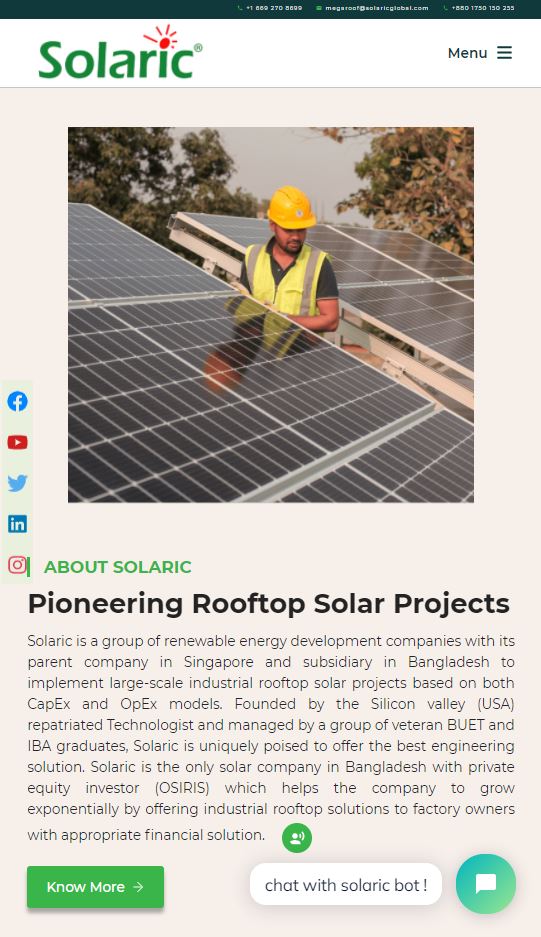 +1 669 270 8699 megaroof@solaricglobal.com +880 1750 150 255
Solaric®
Menu
ABOUT SOLARIC
Pioneering Rooftop Solar Projects
Solaric is a group of renewable energy development companies with its
parent company in Singapore and subsidiary in Bangladesh to
implement large-scale industrial rooftop solar projects based on both
CapEx and OpEx models. Founded by the Silicon valley (USA)
repatriated Technologist and managed by a group of veteran BUET and
IBA graduates, Solaric is uniquely poised to offer the best engineering
solution. Solaric is the only solar company in Bangladesh with private
equity investor (OSIRIS) which helps the company to grow
exponentially by offering industrial rooftop solutions to factory owners
with appropriate financial solution.
Know More
chat with solaric bot !